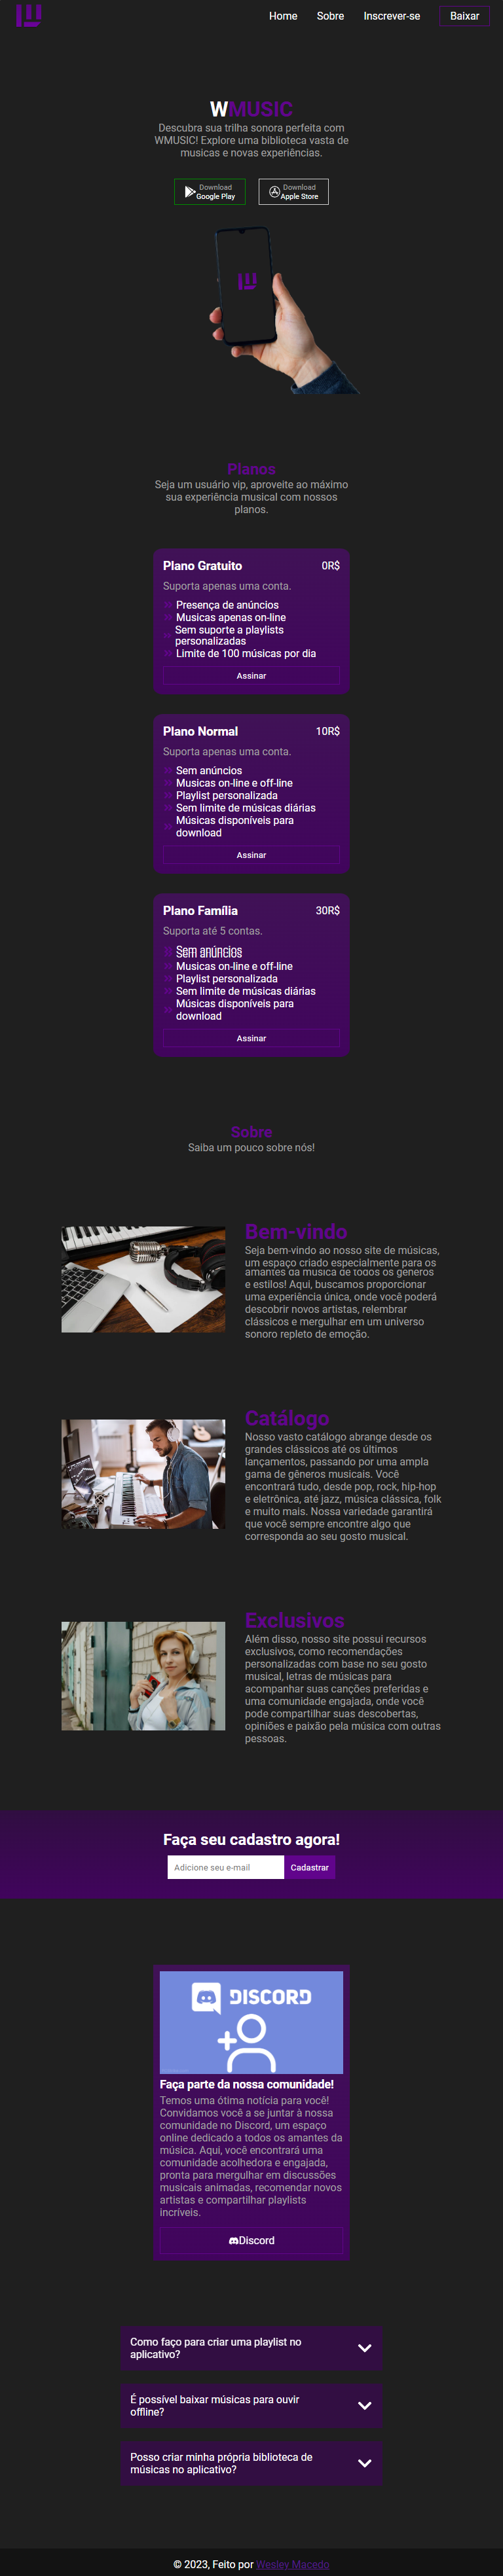 Home Sobre Inscrever-se Baixar
WMUSIC
Descubra sua trilha sonora perfeita com
WMUSIC! Explore uma biblioteca vasta de
musicas e novas experiências.
Download
Google Play
Download
Apple Store
Planos
Seja um usuário vip, aproveite ao máximo
sua experiência musical com nossos
planos.
Plano Gratuito 0R$
Suporta apenas uma conta.
Presença de anúncios
Musicas apenas on-line
Sem suporte a playlists
personalizadas
Limite de 100 músicas por dia
Assinar
Plano Normal 10R$
Suporta apenas uma conta.
Sem anúncios
Musicas on-line e off-line
Playlist personalizada
Sem limite de músicas diárias
Músicas disponíveis para
download
Assinar
Plano Família 30R$
Suporta até 5 contas.
Sem anúncios
Sem anúncios
Musicas on-line e off-line
Playlist personalizada
Sem limite de músicas diárias
Músicas disponíveis para
download
Assinar
Sobre
Saiba um pouco sobre nós!
Bem-vindo
Seja bem-vindo ao nosso site de músicas,
um espaço criado especialmente para os
amantes da música de todos os gêneros
e estilos! Aqui, buscamos proporcionar
uma experiência única, onde você poderá
descobrir novos artistas, relembrar
clássicos e mergulhar em um universo
sonoro repleto de emoção.
Catálogo
Nosso vasto catálogo abrange desde os
grandes clássicos até os últimos
lançamentos, passando por uma ampla
gama de gêneros musicais. Você
encontrará tudo, desde pop, rock, hip-hop
e eletrônica, até jazz, música clássica, folk
e muito mais. Nossa variedade garantirá
que você sempre encontre algo que
corresponda ao seu gosto musical.
Exclusivos
Além disso, nosso site possui recursos
exclusivos, como recomendações
personalizadas com base no seu gosto
musical, letras de músicas para
acompanhar suas canções preferidas e
uma comunidade engajada, onde você
pode compartilhar suas descobertas,
opiniões e paixão pela música com outras
pessoas.
Faça seu cadastro agora!
Adicione seu e-mail Cadastrar
DISCORD
Faça parte da nossa comunidade!
Temos uma ótima notícia para você!
Convidamos você a se juntar à nossa
comunidade no Discord, um espaço
online dedicado a todos os amantes da
música. Aqui, você encontrará uma
comunidade acolhedora e engajada,
pronta para mergulhar em discussões
musicais animadas, recomendar novos
artistas e compartilhar playlists
incríveis.
Discord
Como faço para criar uma playlist no
aplicativo?
É possível baixar músicas para ouvir
offline?
Posso criar minha própria biblioteca de
músicas no aplicativo?
© 2023, Feito por Wesley Macedo